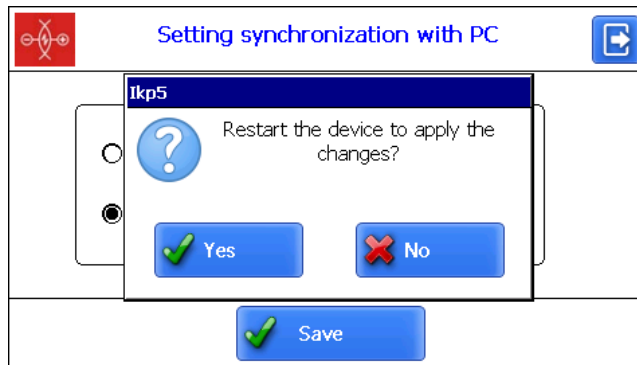 Setting synchronization with PC
Ikp5
Restart the device to apply the
changes?
Yes
No
Save